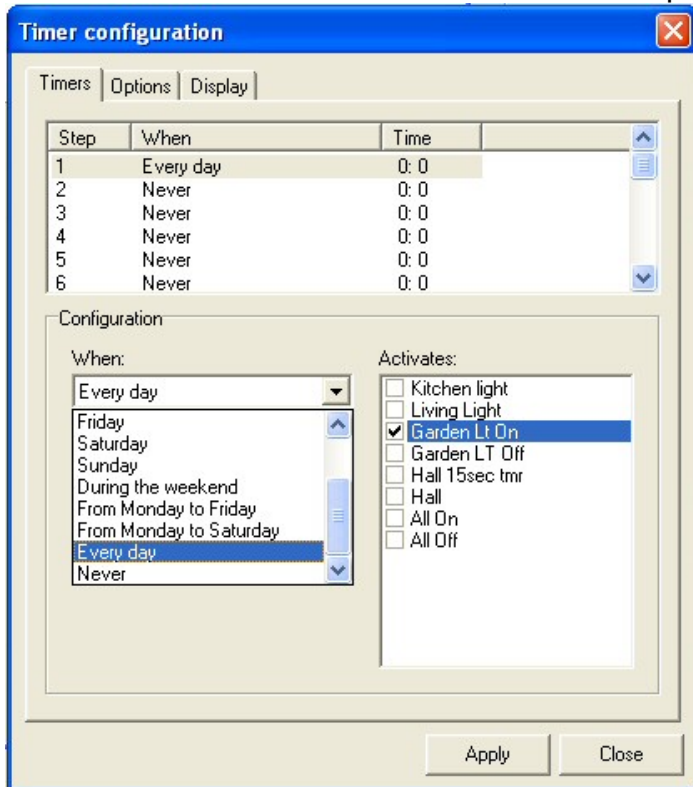 Timer configuration
Timers Options Display
Step When Time
1 Every day 0: 0
2 Never 0: 0
3 Never 0: 0
4 Never 0: 0
5 Never 0: 0
6 Never 0: 0
Configuration
When:
Every day
Friday
Saturday
Sunday
During the weekend
From Monday to Friday
From Monday to Saturday
Every day
Never
Activates:
Kitchen light
Living Light
Garden Lt On
Garden LT Off
Hall 15sec tmr
Hall
All On
All Off
Apply Close